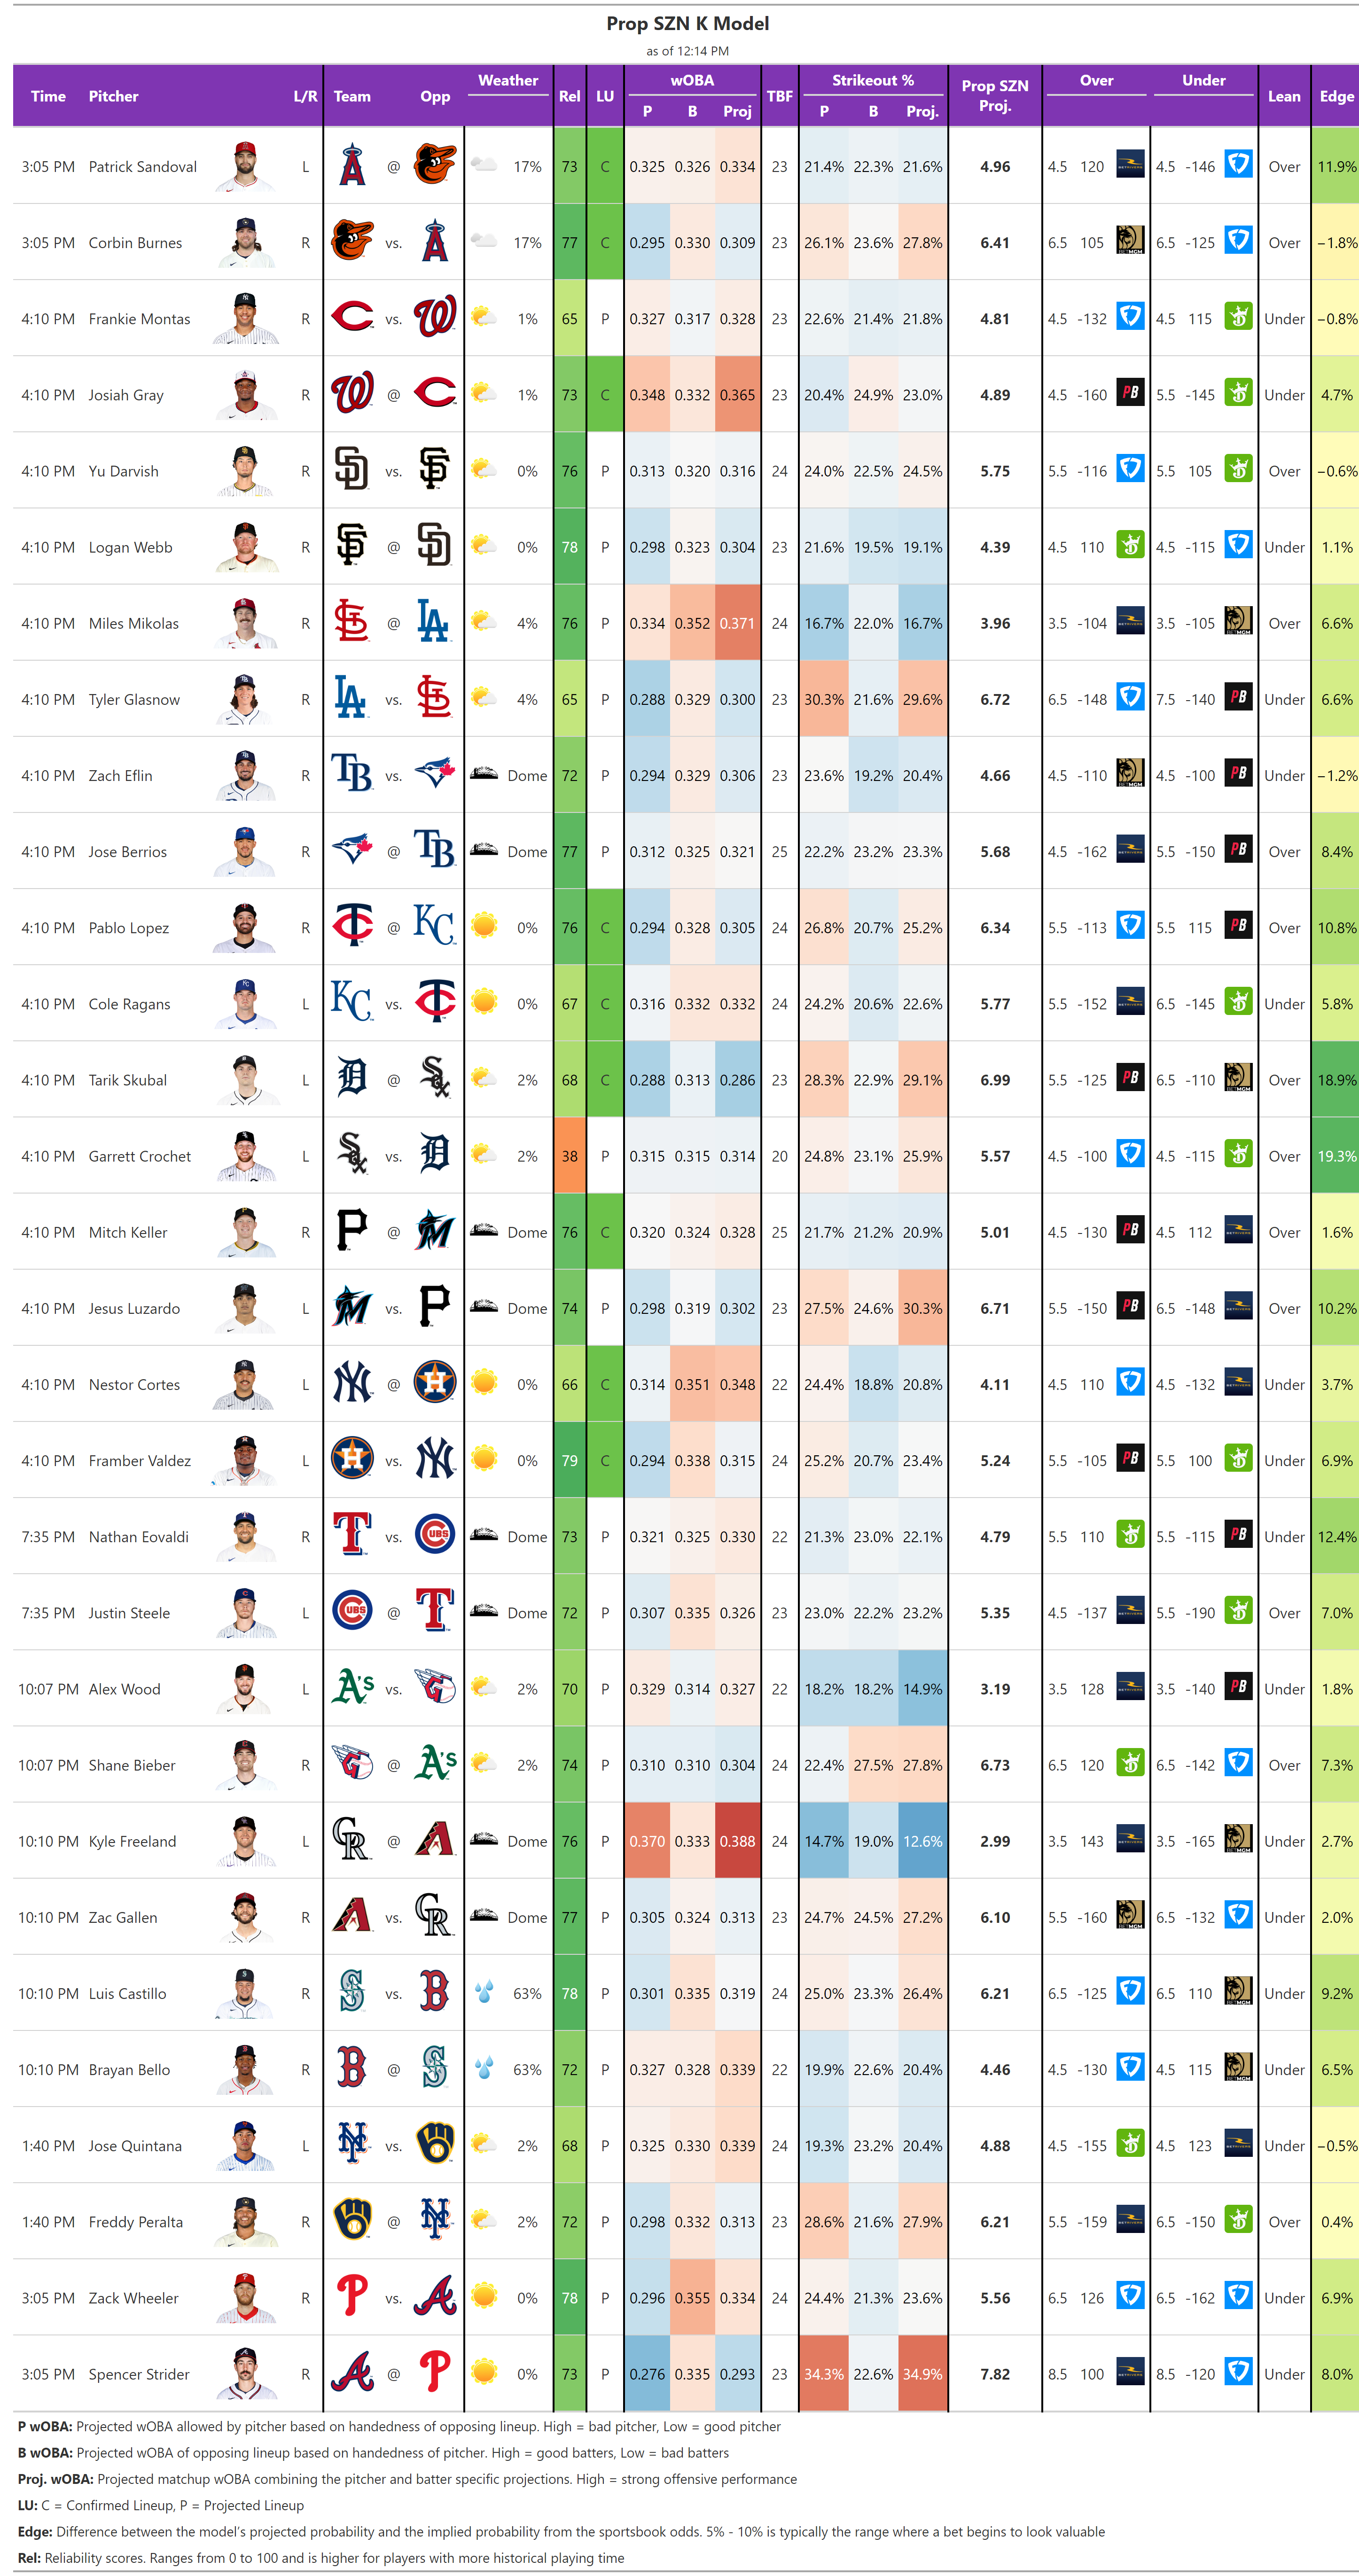 Prop SZN K Model
as of 12:14 PM
Time Pitcher L/R Team Opp Weather Rel LU wOBA P B Proj TBF Strikeout % P B Proj. Prop SZN Proj. Over Under Lean Edge
3:05 PM Patrick Sandoval L @ 17% 73 C 0.325 0.326 0.334 23 21.4% 22.3% 21.6% 4.96 4.5 120 4.5 -146 Over 11.9%
3:05 PM Corbin Burnes R vs. 17% 77 C 0.295 0.330 0.309 23 26.1% 23.6% 27.8% 6.41 6.5 105 6.5 -125 Over −1.8%
4:10 PM Frankie Montas R vs. 1% 65 P 0.327 0.317 0.328 23 22.6% 21.4% 21.8% 4.81 4.5 -132 4.5 115 Under −0.8%
4:10 PM Josiah Gray R @ 1% 73 C 0.348 0.332 0.365 23 20.4% 24.9% 23.0% 4.89 4.5 -160 5.5 -145 Under 4.7%
4:10 PM Yu Darvish R vs. 0% 76 P 0.313 0.320 0.316 24 24.0% 22.5% 24.5% 5.75 5.5 -116 5.5 105 Over −0.6%
4:10 PM Logan Webb R @ 0% 78 P 0.298 0.323 0.304 23 21.6% 19.5% 19.1% 4.39 4.5 110 4.5 -115 Under 1.1%
4:10 PM Miles Mikolas R @ 4% 76 P 0.334 0.352 0.371 24 16.7% 22.0% 16.7% 3.96 3.5 -104 3.5 -105 Over 6.6%
4:10 PM Tyler Glasnow R vs. 4% 65 P 0.288 0.329 0.300 23 30.3% 21.6% 29.6% 6.72 6.5 -148 7.5 -140 Under 6.6%
4:10 PM Zach Eflin R vs. Dome 72 P 0.294 0.329 0.306 23 23.6% 19.2% 20.4% 4.66 4.5 -110 4.5 -100 Under −1.2%
4:10 PM Jose Berrios R @ Dome 77 P 0.312 0.325 0.321 25 22.2% 23.2% 23.3% 5.68 4.5 -162 5.5 -150 Over 8.4%
4:10 PM Pablo Lopez R @ 0% 76 C 0.294 0.328 0.305 24 26.8% 20.7% 25.2% 6.34 5.5 -113 5.5 115 Over 10.8%
4:10 PM Cole Ragans L vs. 0% 67 C 0.316 0.332 0.332 24 24.2% 20.6% 22.6% 5.77 5.5 -152 6.5 -145 Under 5.8%
4:10 PM Tarik Skubal L @ 2% 68 C 0.288 0.313 0.286 23 28.3% 22.9% 29.1% 6.99 5.5 -125 6.5 -110 Over 18.9%
4:10 PM Garrett Crochet L vs. 2% 38 P 0.315 0.315 0.314 20 24.8% 23.1% 25.9% 5.57 4.5 -100 4.5 -115 Over 19.3%
4:10 PM Mitch Keller R @ Dome 76 C 0.320 0.324 0.328 25 21.7% 21.2% 20.9% 5.01 4.5 -130 4.5 112 Over 1.6%
4:10 PM Jesus Luzardo L vs. Dome 74 P 0.298 0.319 0.302 23 27.5% 24.6% 30.3% 6.71 5.5 -150 6.5 -148 Over 10.2%
4:10 PM Nestor Cortes L @ 0% 66 C 0.314 0.351 0.348 22 24.4% 18.8% 20.8% 4.11 4.5 110 4.5 -132 Under 3.7%
4:10 PM Framber Valdez L vs. 0% 79 C 0.294 0.338 0.315 24 25.2% 20.7% 23.4% 5.24 5.5 -105 5.5 100 Under 6.9%
7:35 PM Nathan Eovaldi R vs. Dome 73 P 0.321 0.325 0.330 22 21.3% 23.0% 22.1% 4.79 5.5 110 5.5 -115 Under 12.4%
7:35 PM Justin Steele L @ Dome 72 P 0.307 0.335 0.326 23 23.0% 22.2% 23.2% 5.35 4.5 -137 5.5 -190 Over 7.0%
10:07 PM Alex Wood L vs. 2% 70 P 0.329 0.314 0.327 22 18.2% 18.2% 14.9% 3.19 3.5 128 3.5 -140 Under 1.8%
10:07 PM Shane Bieber R @ 2% 74 P 0.310 0.310 0.304 24 22.4% 27.5% 27.8% 6.73 6.5 120 6.5 -142 Over 7.3%
10:10 PM Kyle Freeland L @ Dome 76 P 0.370 0.333 0.388 24 14.7% 19.0% 12.6% 2.99 3.5 143 3.5 -165 Under 2.7%
10:10 PM Zac Gallen R vs. Dome 77 P 0.305 0.324 0.313 23 24.7% 24.5% 27.2% 6.10 5.5 -160 6.5 -132 Under 2.0%
10:10 PM Luis Castillo R vs. 63% 78 P 0.301 0.335 0.319 24 25.0% 23.3% 26.4% 6.21 6.5 -125 6.5 110 Under 9.2%
10:10 PM Brayan Bello R @ 63% 72 P 0.327 0.328 0.339 22 19.9% 22.6% 20.4% 4.46 4.5 -130 4.5 115 Under 6.5%
1:40 PM Jose Quintana L vs. 2% 68 P 0.325 0.330 0.339 24 19.3% 23.2% 20.4% 4.88 4.5 -155 4.5 123 Under −0.5%
1:40 PM Freddy Peralta R @ 2% 72 P 0.298 0.332 0.313 23 28.6% 21.6% 27.9% 6.21 5.5 -159 6.5 -150 Over 0.4%
3:05 PM Zack Wheeler R vs. 0% 78 P 0.296 0.355 0.334 24 24.4% 21.3% 23.6% 5.56 6.5 126 6.5 -162 Under 6.9%
3:05 PM Spencer Strider R @ 0% 73 P 0.276 0.335 0.293 23 34.3% 22.6% 34.9% 7.82 8.5 100 8.5 -120 Under 8.0%
P wOBA: Projected wOBA allowed by pitcher based on handedness of opposing lineup. High = bad pitcher, Low = good pitcher
B wOBA: Projected wOBA of opposing lineup based on handedness of pitcher. High = good batters, Low = bad batters
Proj. wOBA: Projected matchup wOBA combining the pitcher and batter specific projections. High = strong offensive performance
LU: C = Confirmed Lineup, P = Projected Lineup
Edge: Difference between the model's projected probability and the implied probability from the sportsbook odds. 5% - 10% is typically the range where a bet begins to look valuable
Rel: Reliability scores. Ranges from 0 to 100 and is higher for players with more historical playing time